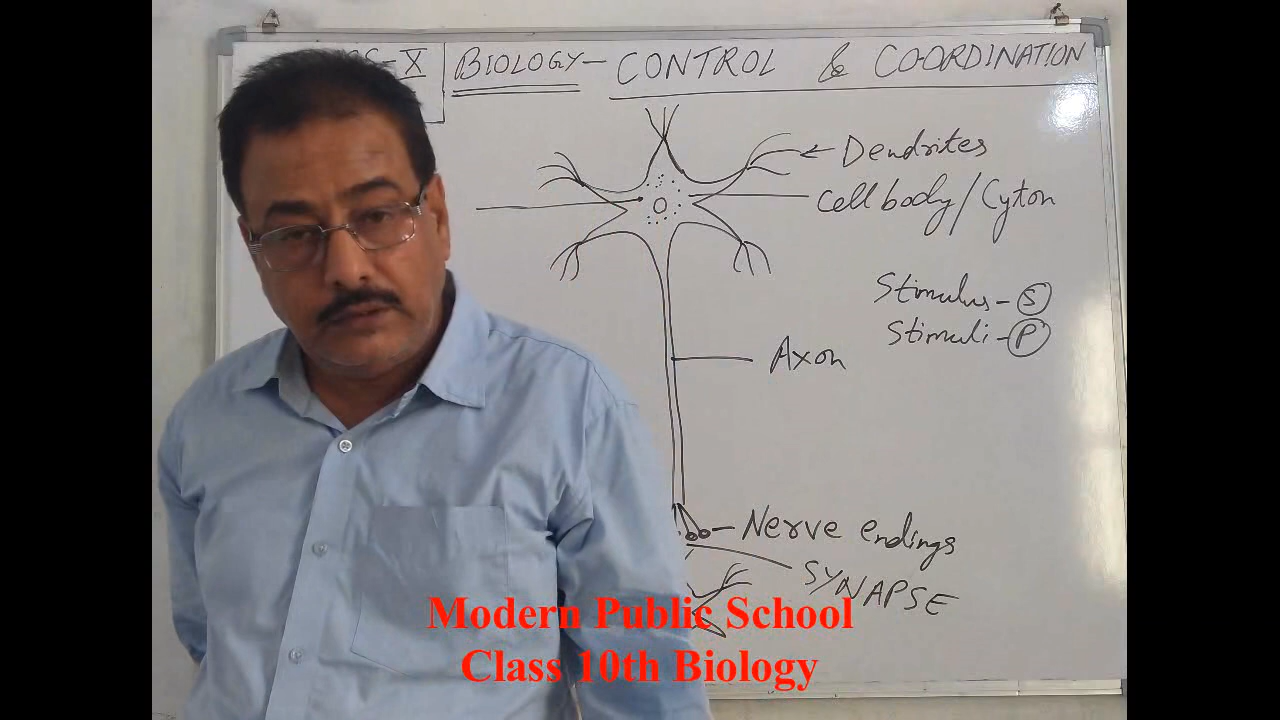 X
BIOLOGY- CONTROL & COORDINATION
Dendrites
Cell body/Cyton
Stimulus-S
Stimuli-P
Axon
Nerve endings
SYNAPSE
Modern Public School
Class 10th Biology